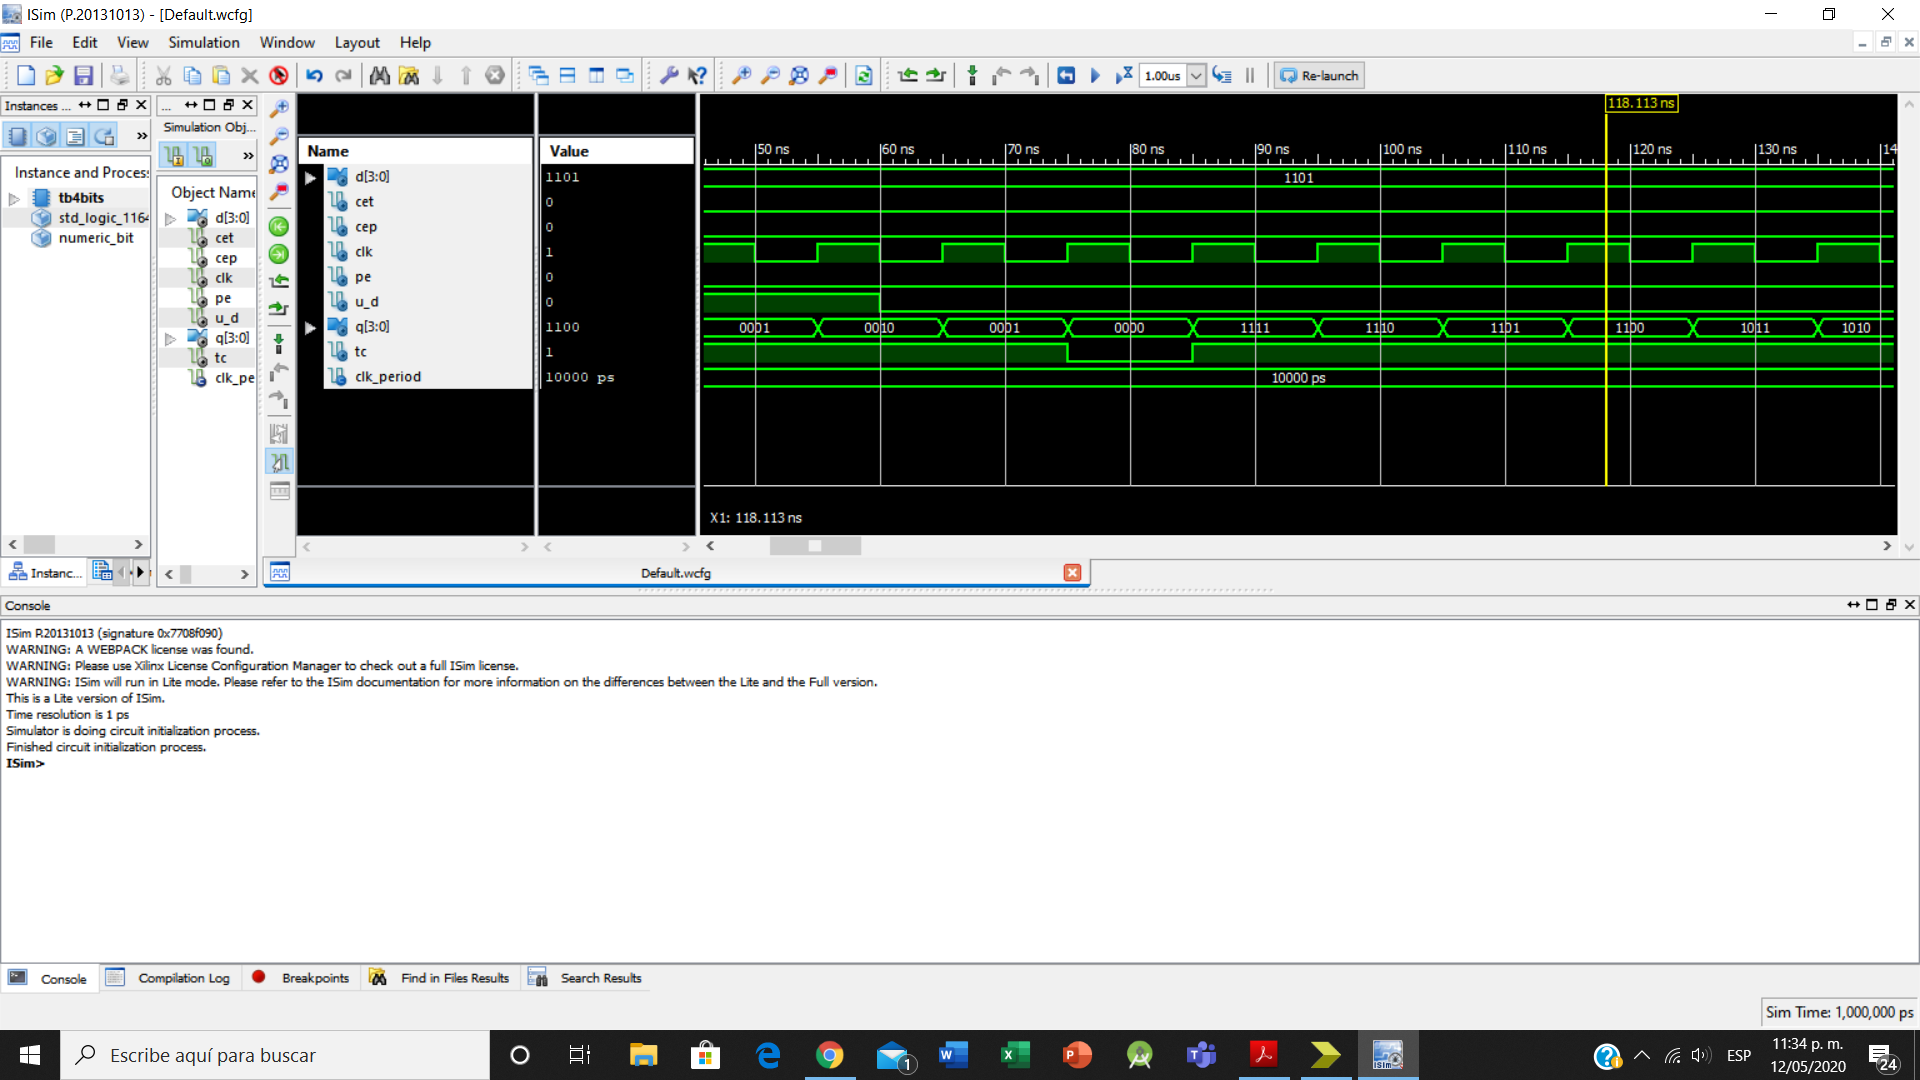 ISim (P.20131013) - [Default.wcfg]
File Edit View Simulation Window Layout Help
1.00us Re-launch
Instances ...
...
Simulation Obj...
Instance and Process
tb4bits
std_logic_1164
numeric_bit
Object Name
d[3:0]
cet
cep
clk
pe
u_d
q[3:0]
tc
clk_pe
Name Value
d[3:0] 1101
cet 0
cep 0
clk 1
pe 0
u_d 0
q[3:0] 1100
tc 1
clk_period 10000 ps
118.113 ns
50 ns 60 ns 70 ns 80 ns 90 ns 100 ns 110 ns 120 ns 130 ns 14
1101
0001 0010 0001 0000 1111 1110 1101 1100 1011 1010
10000 ps
X1: 118.113 ns
Instanc...
Default.wcfg
Console
ISim P.20131013 (signature 0x7708f090)
WARNING: A WEBPACK license was found.
WARNING: Please use Xilinx License Configuration Manager to check out a full ISim license.
WARNING: ISim will run in Lite mode. Please refer to the ISim documentation for more information on the differences between the Lite and the Full version.
This is a Lite version of ISim.
Time resolution is 1 ps
Simulator is doing circuit initialization process.
Finished circuit initialization process.
ISim>
Console Compilation Log Breakpoints Find in Files Results Search Results
Sim Time: 1,000,000 ps
Escribe aquí para buscar
1
ESP
11:34 p. m.
12/05/2020
24